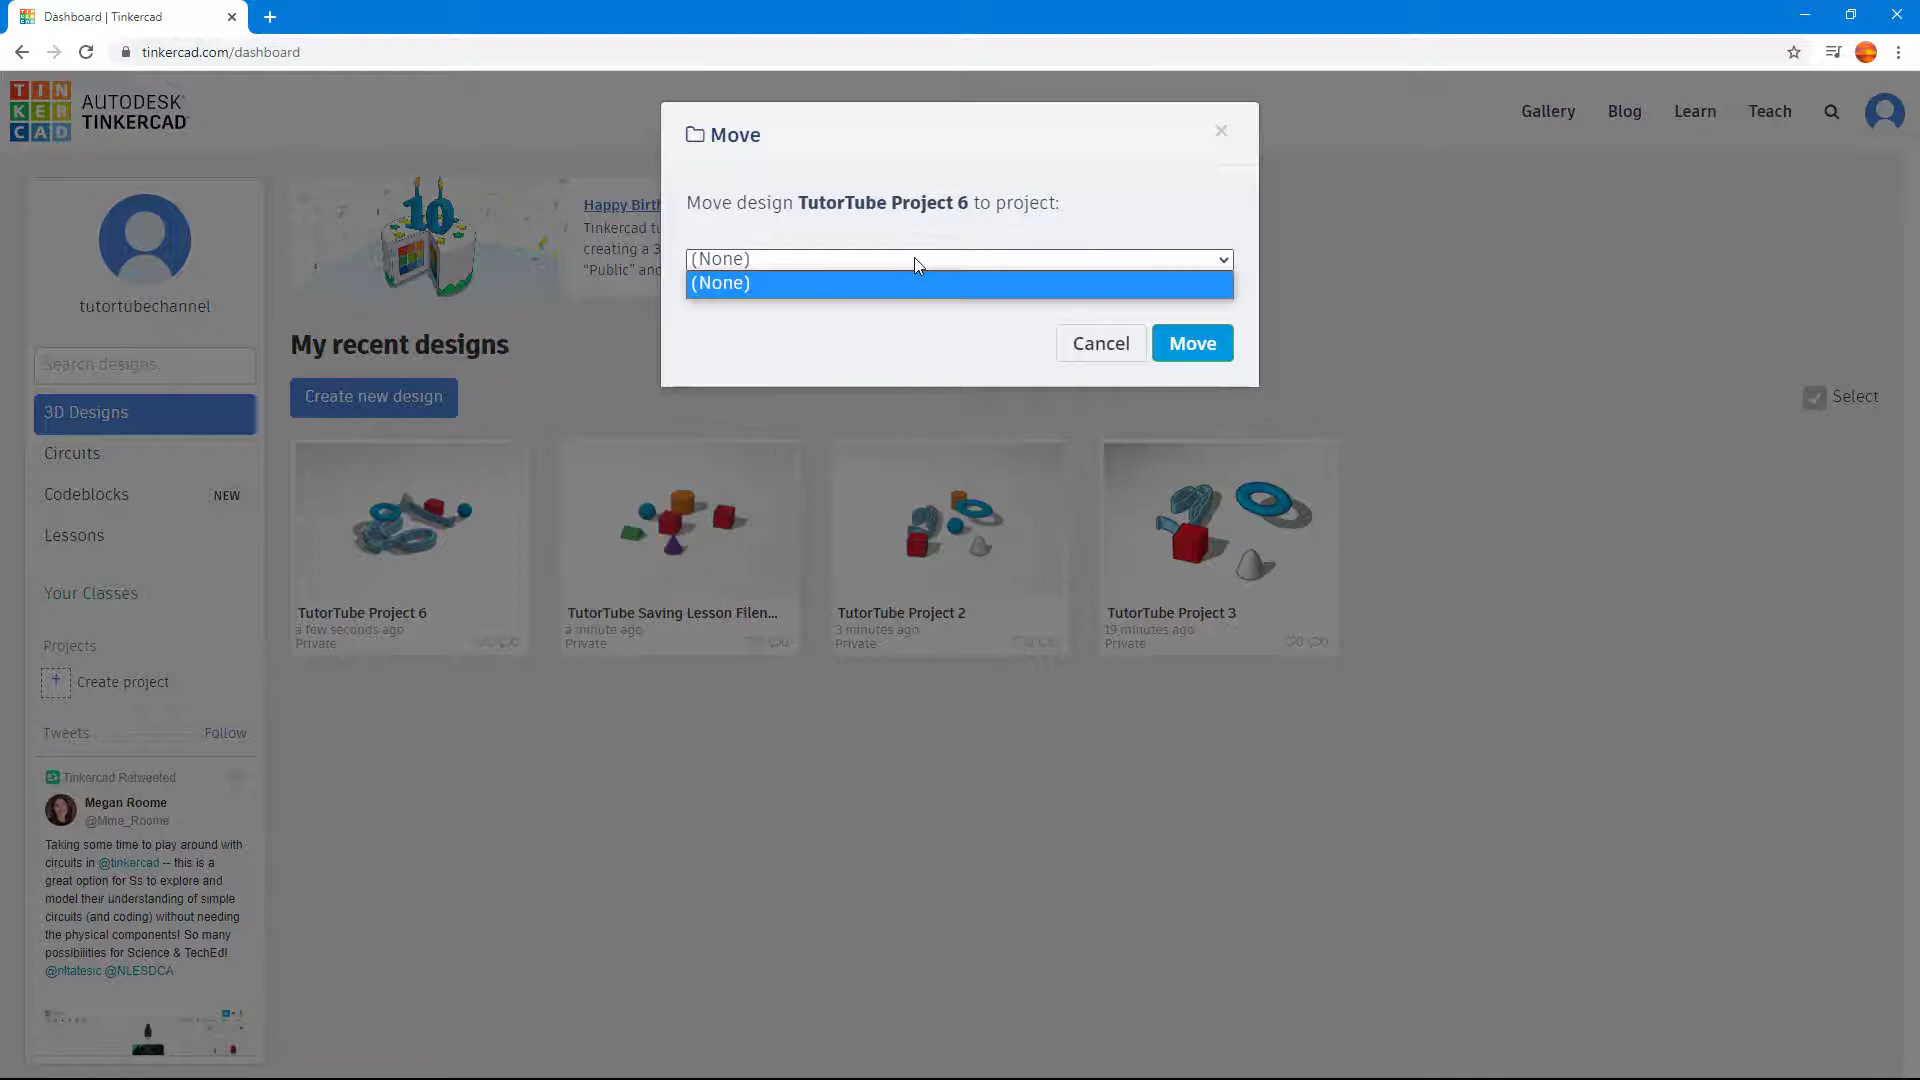 Dashboard | Tinkercad
tinkercad.com/dashboard
TIN
KER
CAD
AUTODESK
TINKERCAD
Gallery
Blog
Learn
Teach
Move
Move design TutorTube Project 6 to project:
(None)
(None)
Cancel
Move
tutortubechannel
Search designs.
3D Designs
Circuits
Codeblocks NEW
Lessons
Your Classes
Projects
+ Create project
Tweets Follow
Tinkercad Retweeted
Megan Roome
@Mme_Roome
Taking some time to play around with
circuits in @tinkercad -- this is a
great option for Ss to explore and
model their understanding of simple
circuits (and coding) without needing
the physical components! So many
possibilities for Science & TechEd!
@nltatesic @NLESDCA
10
Happy Birth
Tinkercad tu
creating a 3
“Public” and
My recent designs
Create new design
Select
TutorTube Project 6
a few seconds ago
Private
TutorTube Saving Lesson Filen...
a minute ago
Private
TutorTube Project 2
3 minutes ago
Private
TutorTube Project 3
19 minutes ago
Private